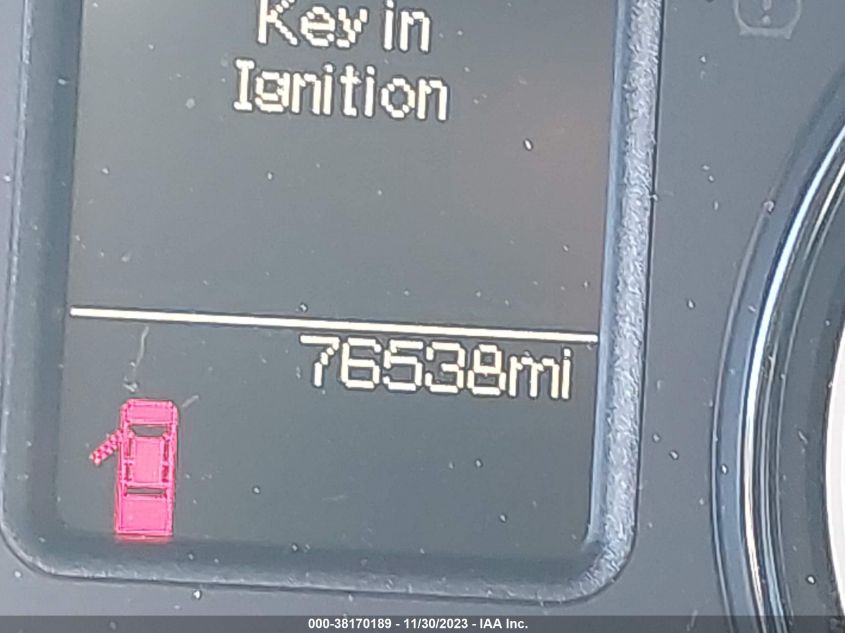 Key in
Ignition
76538mi
000-38170189 - 11/30/2023 - IAA Inc.